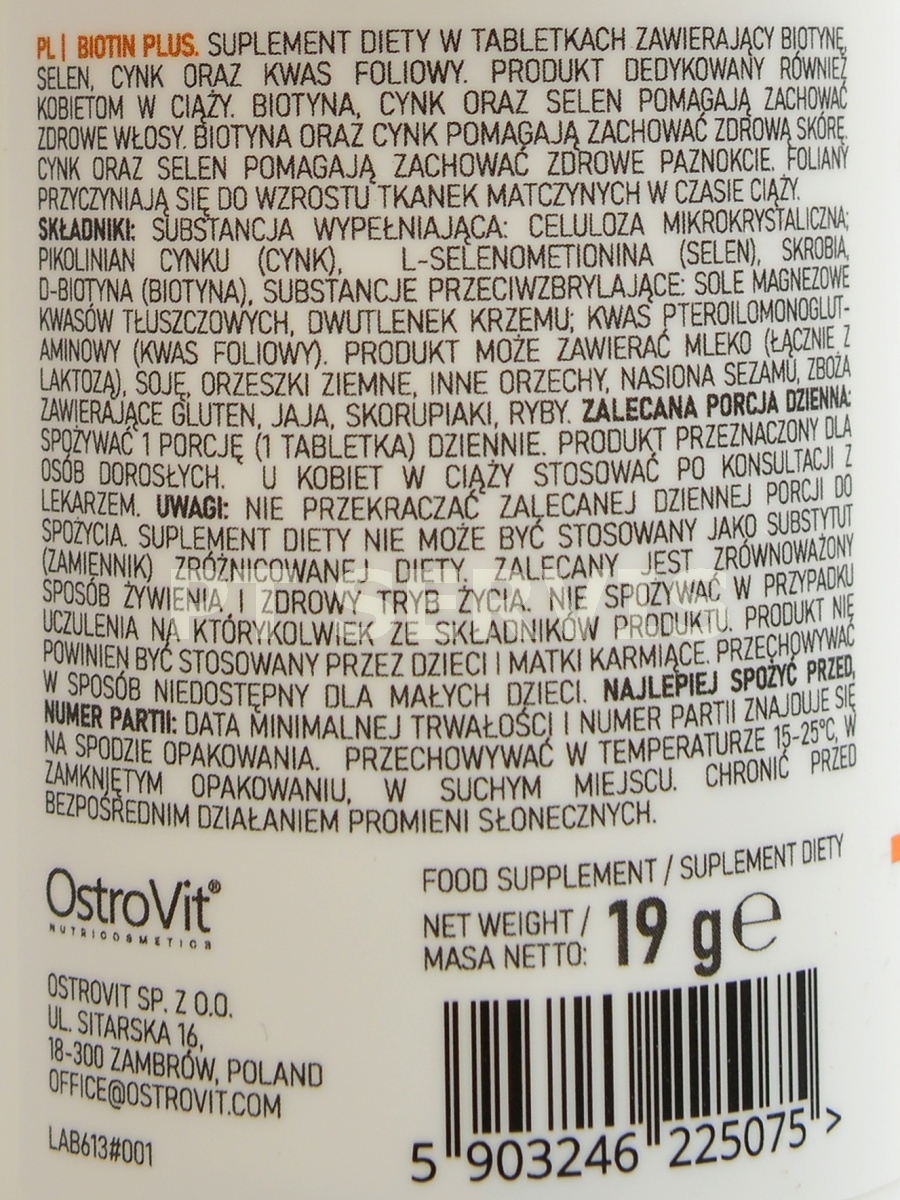 PL| BIOTIN PLUS. SUPLEMENT DIETY W TABLETKACH ZAWIERAJĄCY BIOTYNĘ,
SELEN, CYNK ORAZ KWAS FOLIOWY. PRODUKT DEDYKOWANY RÓWNIEŻ
KOBIETOM W CIĄŻY. BIOTYNA, CYNK ORAZ SELEN POMAGAJĄ ZACHOWAĆ
ZDROWE WŁOSY. BIOTYNA ORAZ CYNK POMAGAJĄ ZACHOWAĆ ZDROWĄ SKÓRĘ.
CYNK ORAZ SELEN POMAGAJĄ ZACHOWAĆ ZDROWE PAZNOKCIE. FOLIANY
PRZYCZYNIAJĄ SIĘ DO WZROSTU TKANEK MATCZYNYCH W CZASIE CIĄŻY.
SKŁADNIKI: SUBSTANCJA WYPEŁNIAJĄCA: CELULOZA MIKROKRYSTALICZNA;
PIKOLINIAN CYNKU (CYNK), L-SELENOMETIONINA (SELEN), SKROBIA,
D-BIOTYNA (BIOTYNA), SUBSTANCJE PRZECIWZBRYLAJĄCE: SOLE MAGNEZOWE
KWASÓW TŁUSZCZOWYCH, DWUTLENEK KRZEMU; KWAS PTEROILOMONOGLUT-
AMINOWY (KWAS FOLIOWY). PRODUKT MOŻE ZAWIERAĆ MLEKO (ŁĄCZNIE Z
LAKTOZĄ), SOJĘ, ORZESZKI ZIEMNE, INNE ORZECHY, NASIONA SEZAMU, ZBOŻA
ZAWIERAJĄCE GLUTEN, JAJA, SKORUPIAKI, RYBY. ZALECANA PORCJA DZIENNA:
SPOŻYWAĆ 1 PORCJĘ (1 TABLETKA) DZIENNIE. PRODUKT PRZEZNACZONY DLA
OSÓB DOROSŁYCH. U KOBIET W CIĄŻY STOSOWAĆ PO KONSULTACJI Z
LEKARZEM. UWAGI: NIE PRZEKRACZAĆ ZALECANEJ DZIENNEJ PORCJI DO
SPOŻYCIA. SUPLEMENT DIETY NIE MOŻE BYĆ STOSOWANY JAKO SUBSTYTUT
(ZAMIENNIK) ZRÓŻNICOWANEJ DIETY. ZALECANY JEST ZRÓWNOWAŻONY
SPOSÓB ŻYWIENIA I ZDROWY TRYB ŻYCIA. NIE SPOŻYWAĆ W PRZYPADKU
UCZULENIA NA KTÓRYKOLWIEK ZE SKŁADNIKÓW PRODUKTU. PRODUKT NIE
POWINIEN BYĆ STOSOWANY PRZEZ DZIECI I MATKI KARMIĄCE. PRZECHOWYWAĆ
W SPOSÓB NIEDOSTĘPNY DLA MAŁYCH DZIECI. NAJLEPIEJ SPOŻYĆ PRZED,
NUMER PARTII: DATA MINIMALNEJ TRWAŁOŚCI I NUMER PARTII ZNAJDUJE SIĘ
NA SPODZIE OPAKOWANIA. PRZECHOWYWAĆ W TEMPERATURZE 15-25°C, W
ZAMKNIĘTYM OPAKOWANIU, W SUCHYM MIEJSCU. CHRONIĆ PRZED
BEZPOŚREDNIM DZIAŁANIEM PROMIENI SŁONECZNYCH.
OstroVit®
NUTRICOSMETICS
OSTROVIT SP. Z O.O.
UL. SITARSKA 16,
18-300 ZAMBRÓW, POLAND
OFFICE@OSTROVIT.COM
LAB613#001
FOOD SUPPLEMENT / SUPLEMENT DIETY
NET WEIGHT /
MASA NETTO: 19 g ℮
5 903246 225075 >